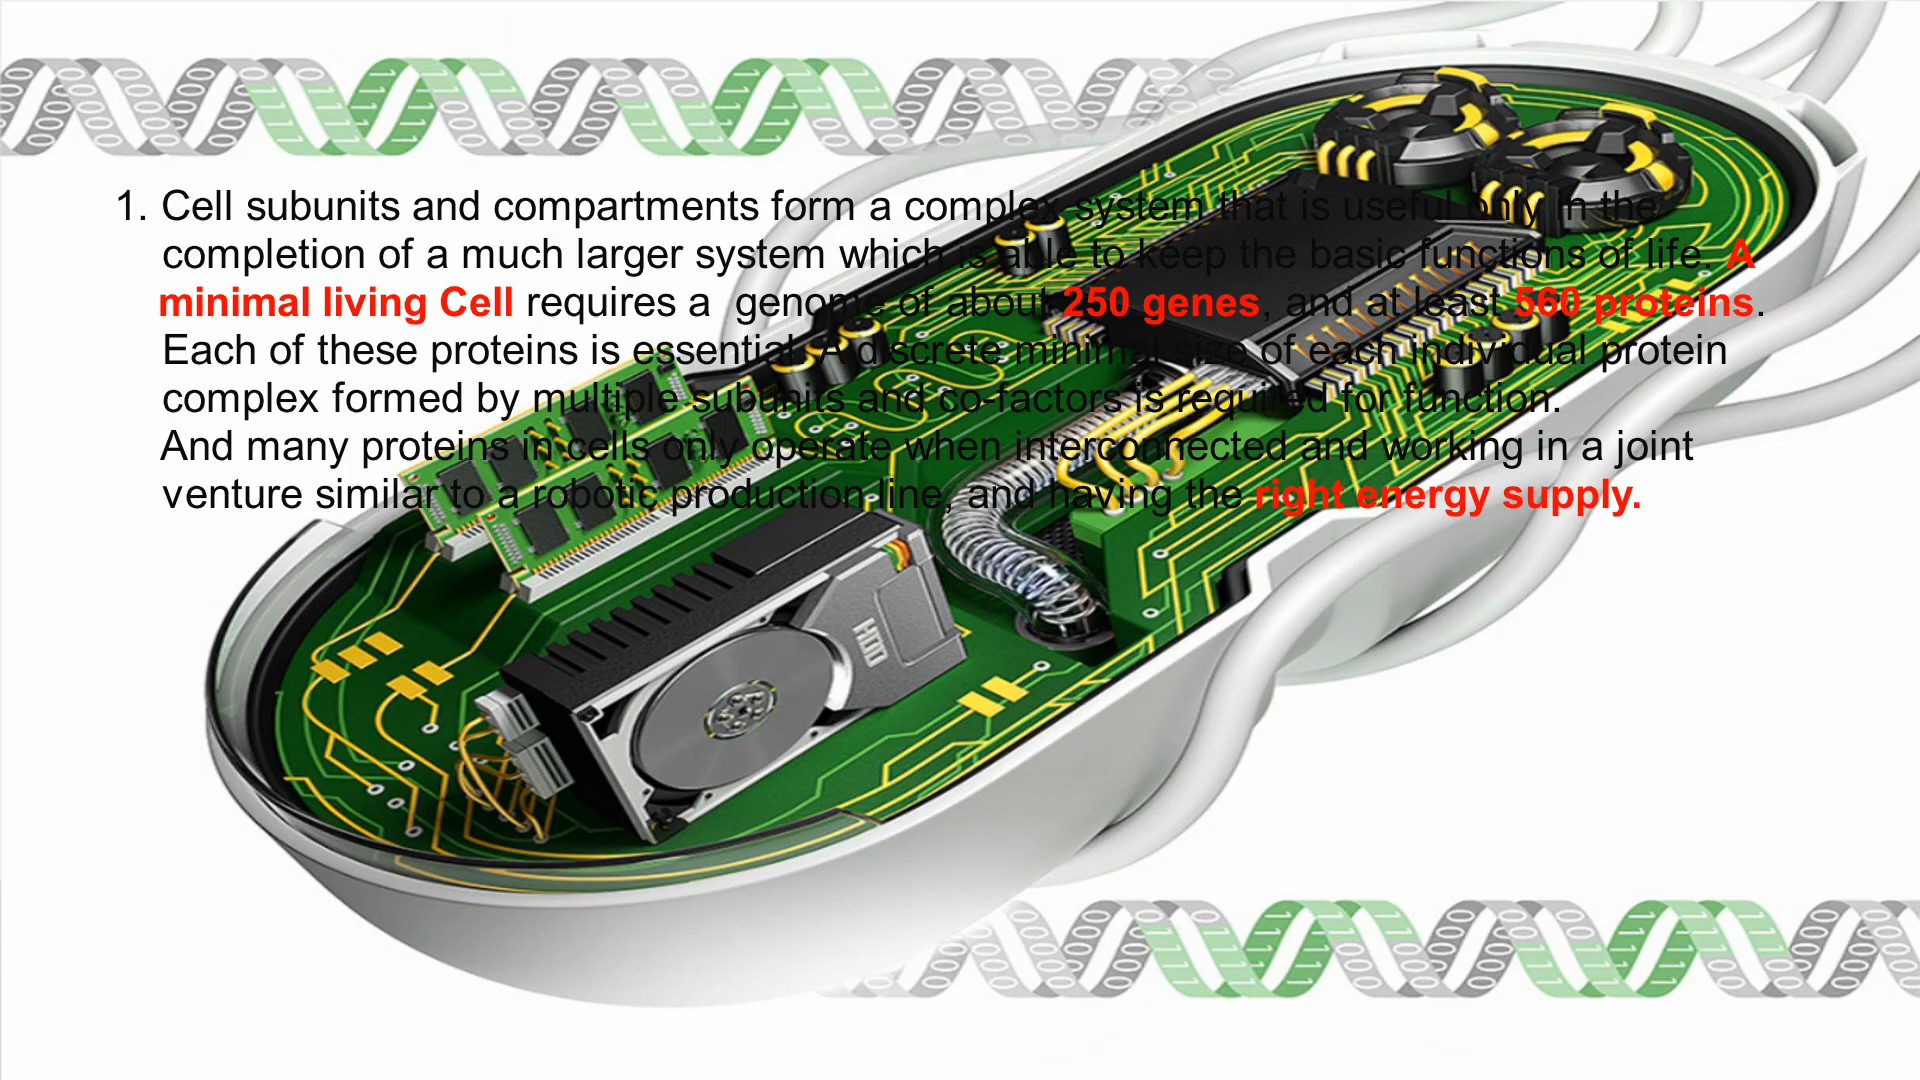 1. Cell subunits and compartments form a complex system that is useful only in the
completion of a much larger system which is able to keep the basic functions of life. A
minimal living Cell requires a genome of about 250 genes, and at least 560 proteins.
Each of these proteins is essential. A discrete minimal size of each individual protein
complex formed by multiple subunits and co-factors is required for function.
And many proteins in cells only operate when interconnected and working in a joint
venture similar to a robotic production line, and having the right energy supply.
HDD